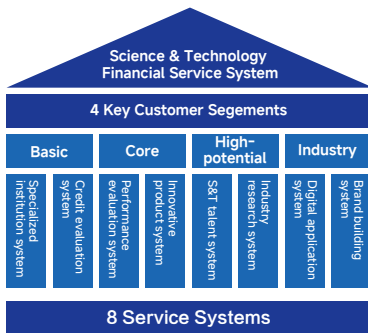 Science & Technology
Financial Service System
4 Key Customer Segements
Basic
Core
High-
potential
Industry
Specialized
institution system
Credit evaluation
system
Performance
evaluation system
Innovative
product system
S&T talent system
Industry
research system
Digital application
system
Brand building
system
8 Service Systems